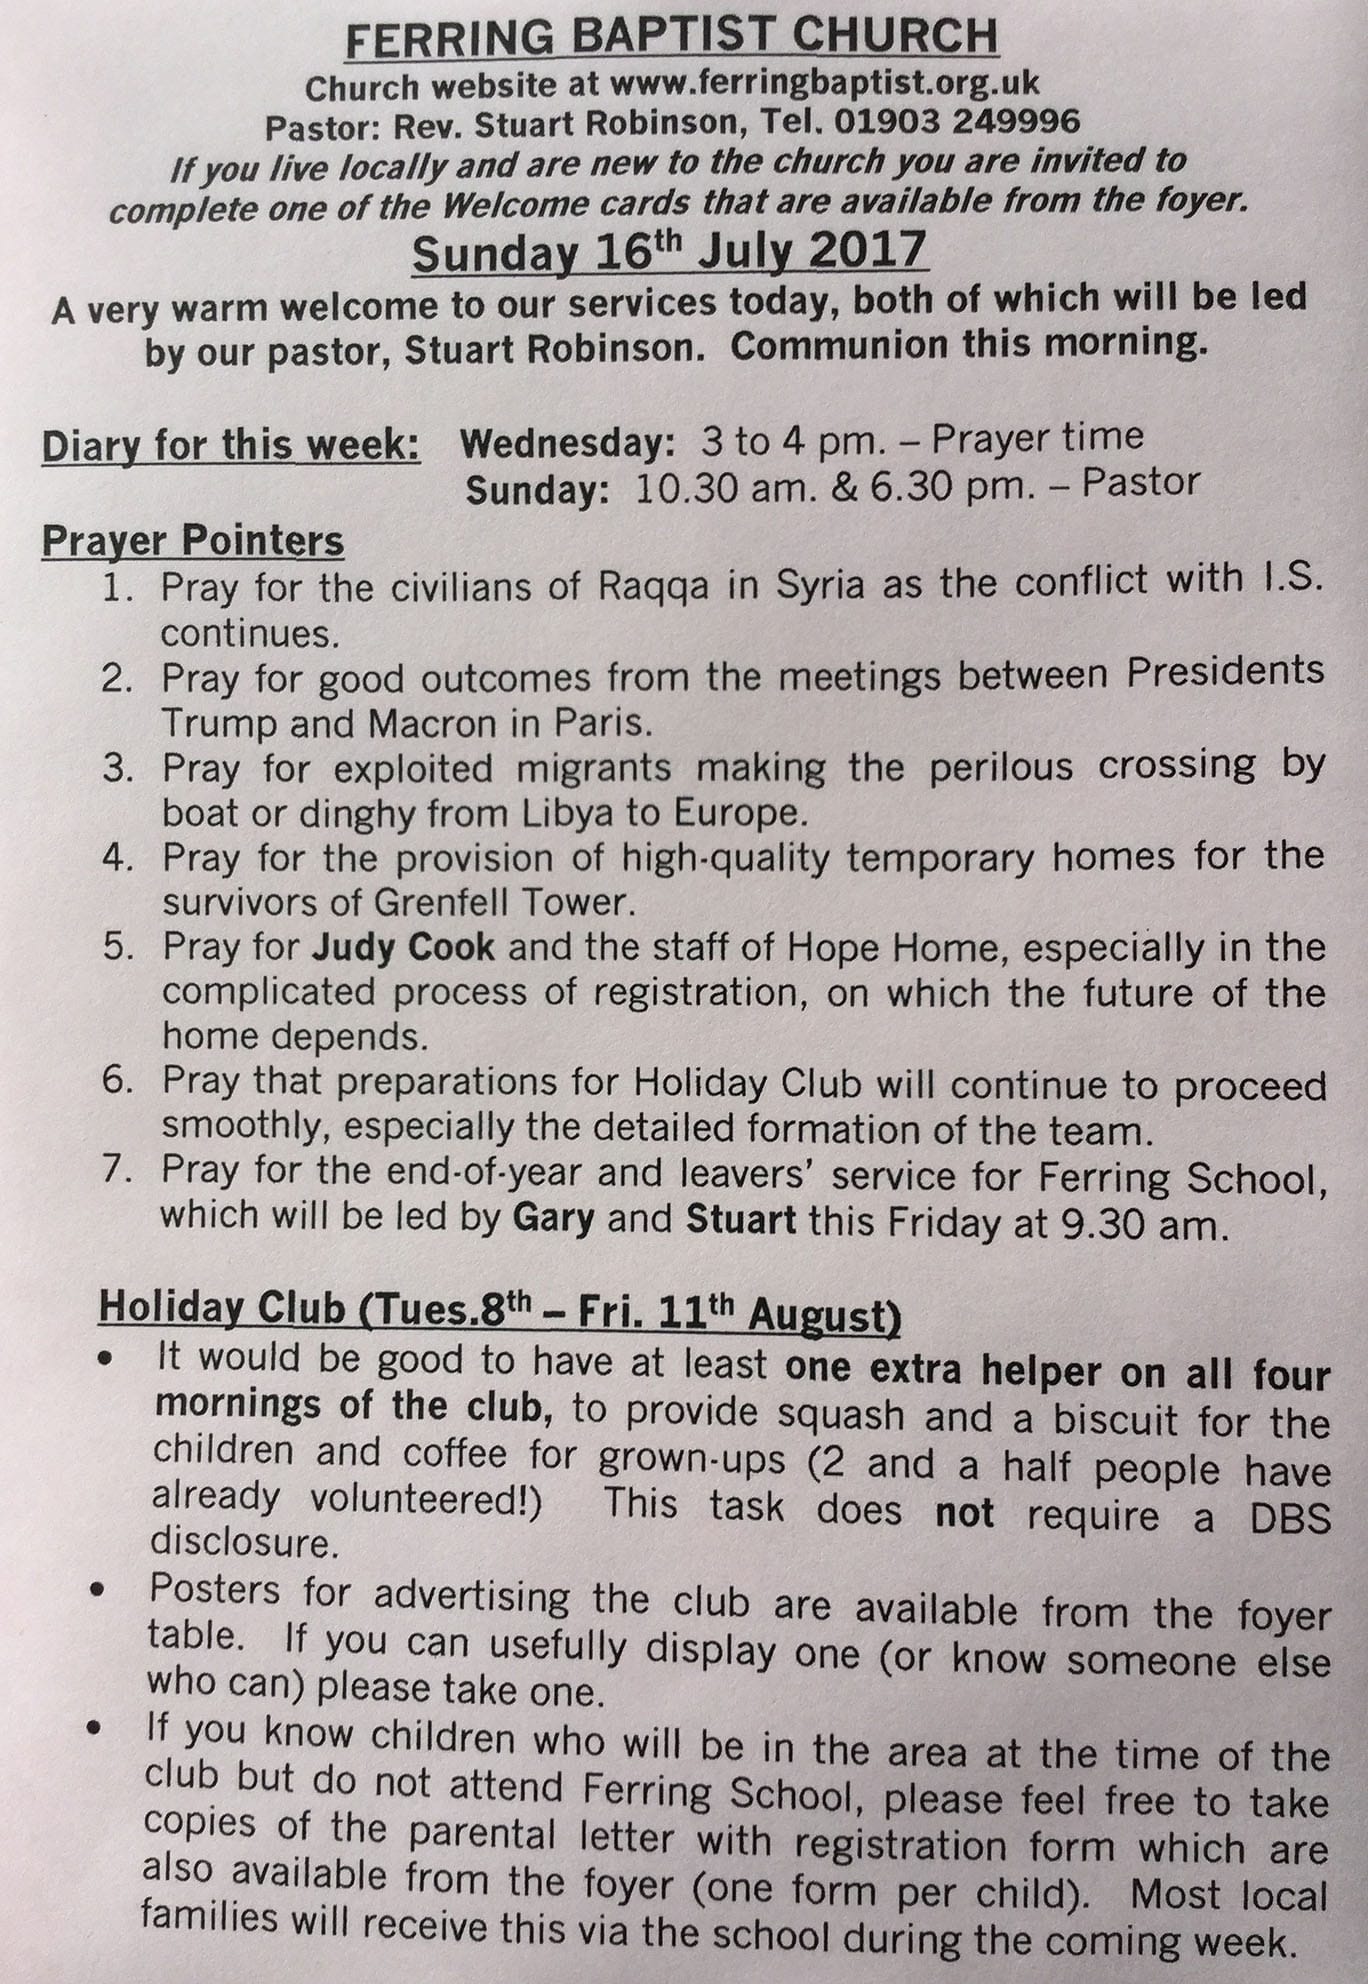 FERRING BAPTIST CHURCH
Church website at www.ferringbaptist.org.uk
Pastor: Rev. Stuart Robinson, Tel. 01903 249996
If you live locally and are new to the church you are invited to
complete one of the Welcome cards that are available from the foyer.
Sunday 16th July 2017
A very warm welcome to our services today, both of which will be led
by our pastor, Stuart Robinson. Communion this morning.
Diary for this week: Wednesday: 3 to 4 pm. – Prayer time
Sunday: 10.30 am. & 6.30 pm. – Pastor
Prayer Pointers
1. Pray for the civilians of Raqqa in Syria as the conflict with I.S.
continues.
2. Pray for good outcomes from the meetings between Presidents
Trump and Macron in Paris.
3. Pray for exploited migrants making the perilous crossing by
boat or dinghy from Libya to Europe.
4. Pray for the provision of high-quality temporary homes for the
survivors of Grenfell Tower.
5. Pray for Judy Cook and the staff of Hope Home, especially in the
complicated process of registration, on which the future of the
home depends.
6. Pray that preparations for Holiday Club will continue to proceed
smoothly, especially the detailed formation of the team.
7. Pray for the end-of-year and leavers' service for Ferring School,
which will be led by Gary and Stuart this Friday at 9.30 am.
Holiday Club (Tues.8th – Fri. 11th August)
• It would be good to have at least one extra helper on all four
mornings of the club, to provide squash and a biscuit for the
children and coffee for grown-ups (2 and a half people have
already volunteered!) This task does not require a DBS
disclosure.
• Posters for advertising the club are available from the foyer
table. If you can usefully display one (or know someone else
who can) please take one.
• If you know children who will be in the area at the time of the
club but do not attend Ferring School, please feel free to take
copies of the parental letter with registration form which are
also available from the foyer (one form per child). Most local
families will receive this via the school during the coming week.